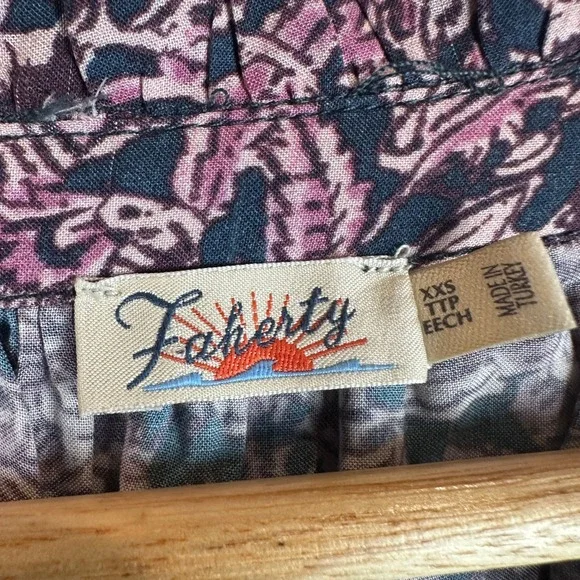 Faherty
XXS
TTP
EECH
MADE IN
TURKEY